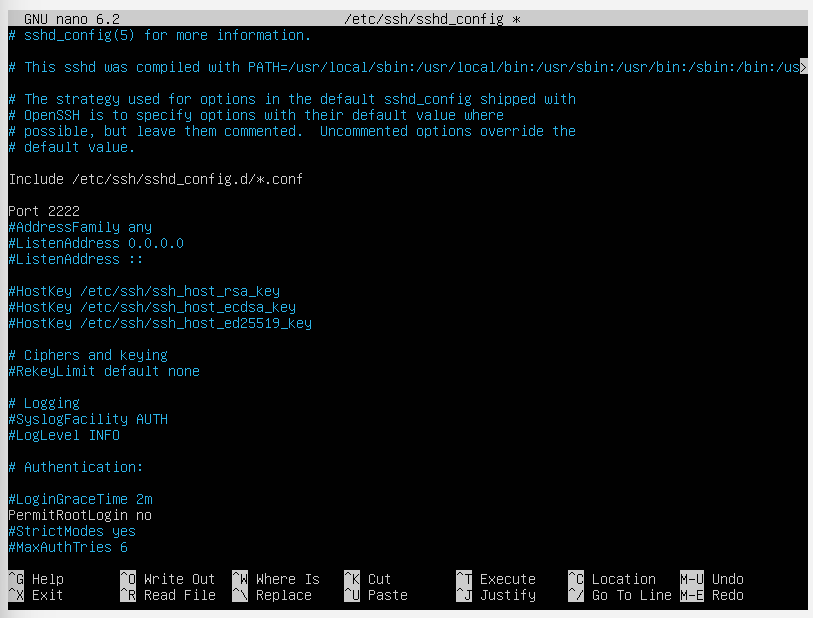 GNU nano 6.2 /etc/ssh/sshd_config *
# sshd_config(5) for more information.
# This sshd was compiled with PATH=/usr/local/sbin:/usr/local/bin:/usr/sbin:/usr/bin:/sbin:/bin:/us>
# The strategy used for options in the default sshd_config shipped with
# OpenSSH is to specify options with their default value where
# possible, but leave them commented.  Uncommented options override the
# default value.
Include /etc/ssh/sshd_config.d/*.conf
Port 2222
#AddressFamily any
#ListenAddress 0.0.0.0
#ListenAddress ::
#HostKey /etc/ssh/ssh_host_rsa_key
#HostKey /etc/ssh/ssh_host_ecdsa_key
#HostKey /etc/ssh/ssh_host_ed25519_key
# Ciphers and keying
#RekeyLimit default none
# Logging
#SyslogFacility AUTH
#LogLevel INFO
# Authentication:
#LoginGraceTime 2m
PermitRootLogin no
#StrictModes yes
#MaxAuthTries 6
^G Help ^O Write Out ^W Where Is ^K Cut ^T Execute ^C Location M-U Undo
^X Exit ^R Read File ^\ Replace ^U Paste ^J Justify ^/ Go To Line M-E Redo